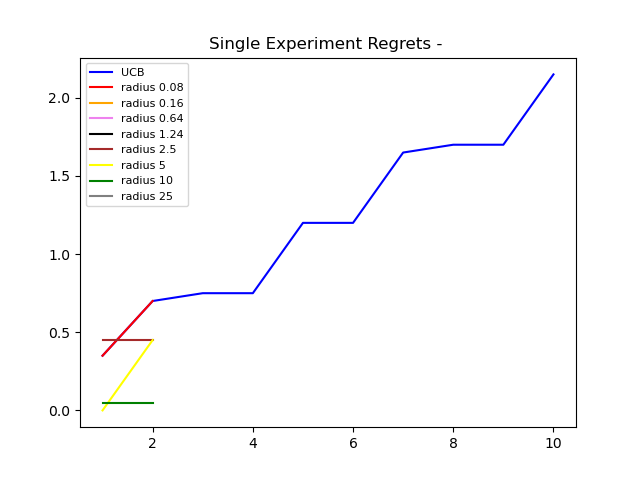 Single Experiment Regrets -
UCB
radius 0.08
radius 0.16
radius 0.64
radius 1.24
radius 2.5
radius 5
radius 10
radius 25
2.0
1.5
1.0
0.5
0.0
2 4 6 8 10